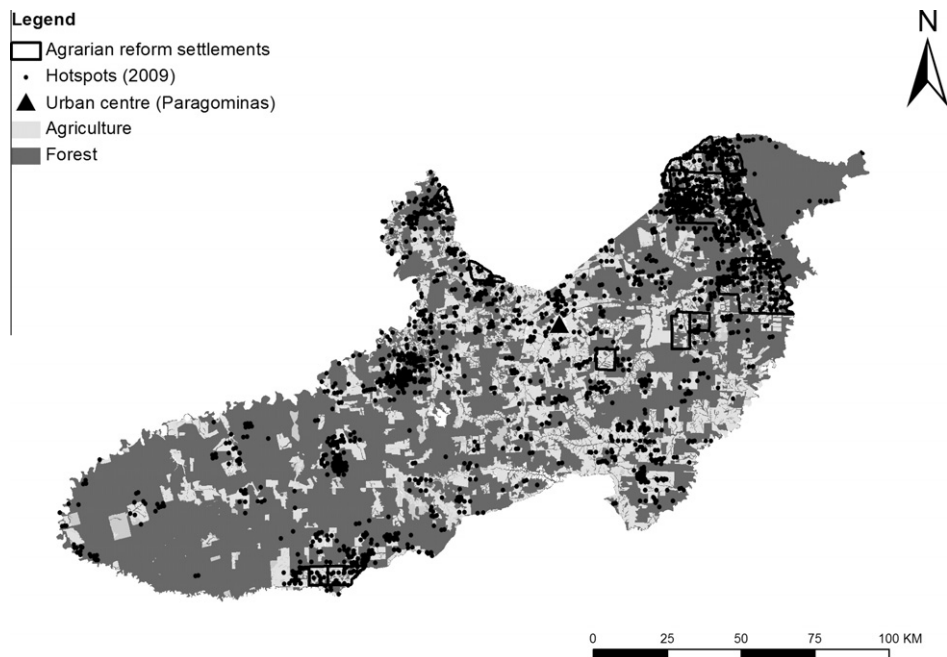 Legend
Agrarian reform settlements
Hotspots (2009)
Urban centre (Paragominas)
Agriculture
Forest
N
0 25 50 75 100 KM